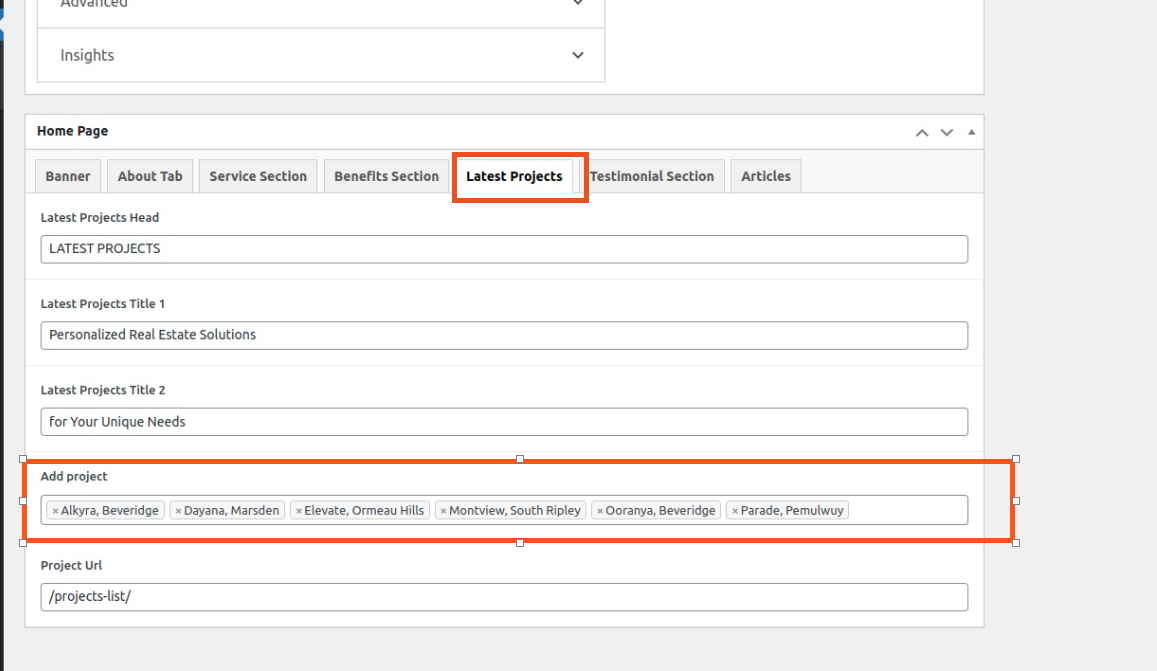 Advanced
Insights
Home Page
Banner About Tab Service Section Benefits Section Latest Projects Testimonial Section Articles
Latest Projects Head
LATEST PROJECTS
Latest Projects Title 1
Personalized Real Estate Solutions
Latest Projects Title 2
for Your Unique Needs
Add project
×Alkyra, Beveridge ×Dayana, Marsden ×Elevate, Ormeau Hills ×Montview, South Ripley ×Ooranya, Beveridge ×Parade, Pemulwuy
Project Url
/projects-list/